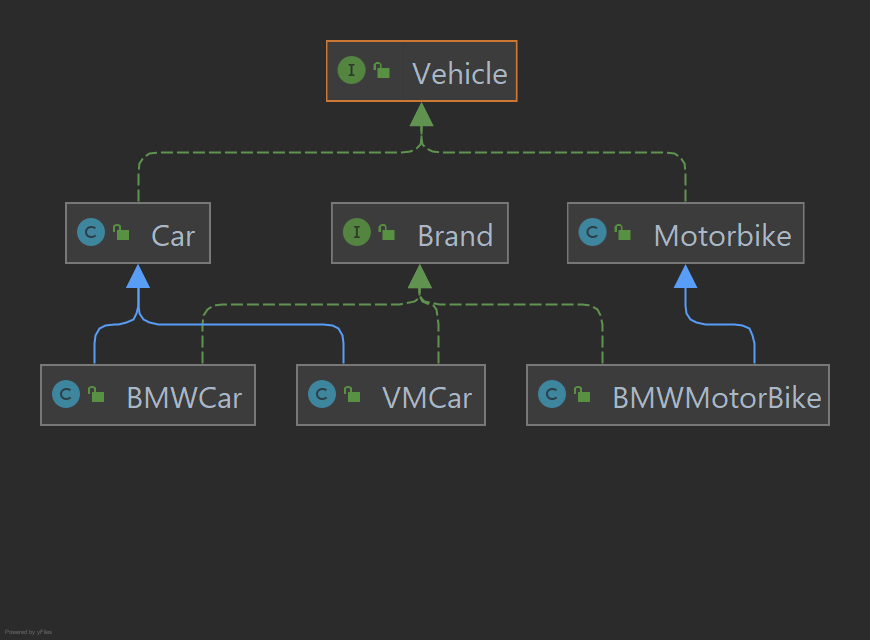 I Vehicle
C Car
I Brand
C Motorbike
C BMWCar
C VMCar
C BMWMotorBike
Powered by yFiles